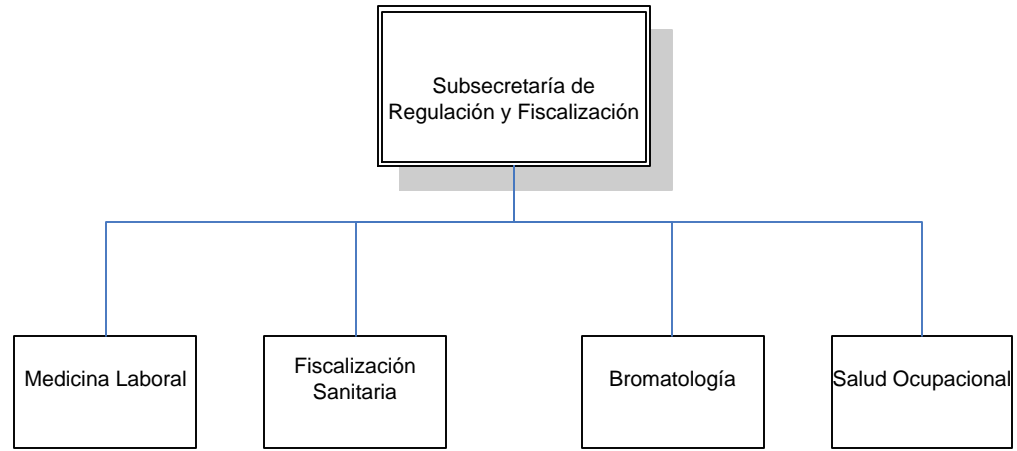 Subsecretaría de
Regulación y Fiscalización
Medicina Laboral
Fiscalización
Sanitaria
Bromatología
Salud Ocupacional